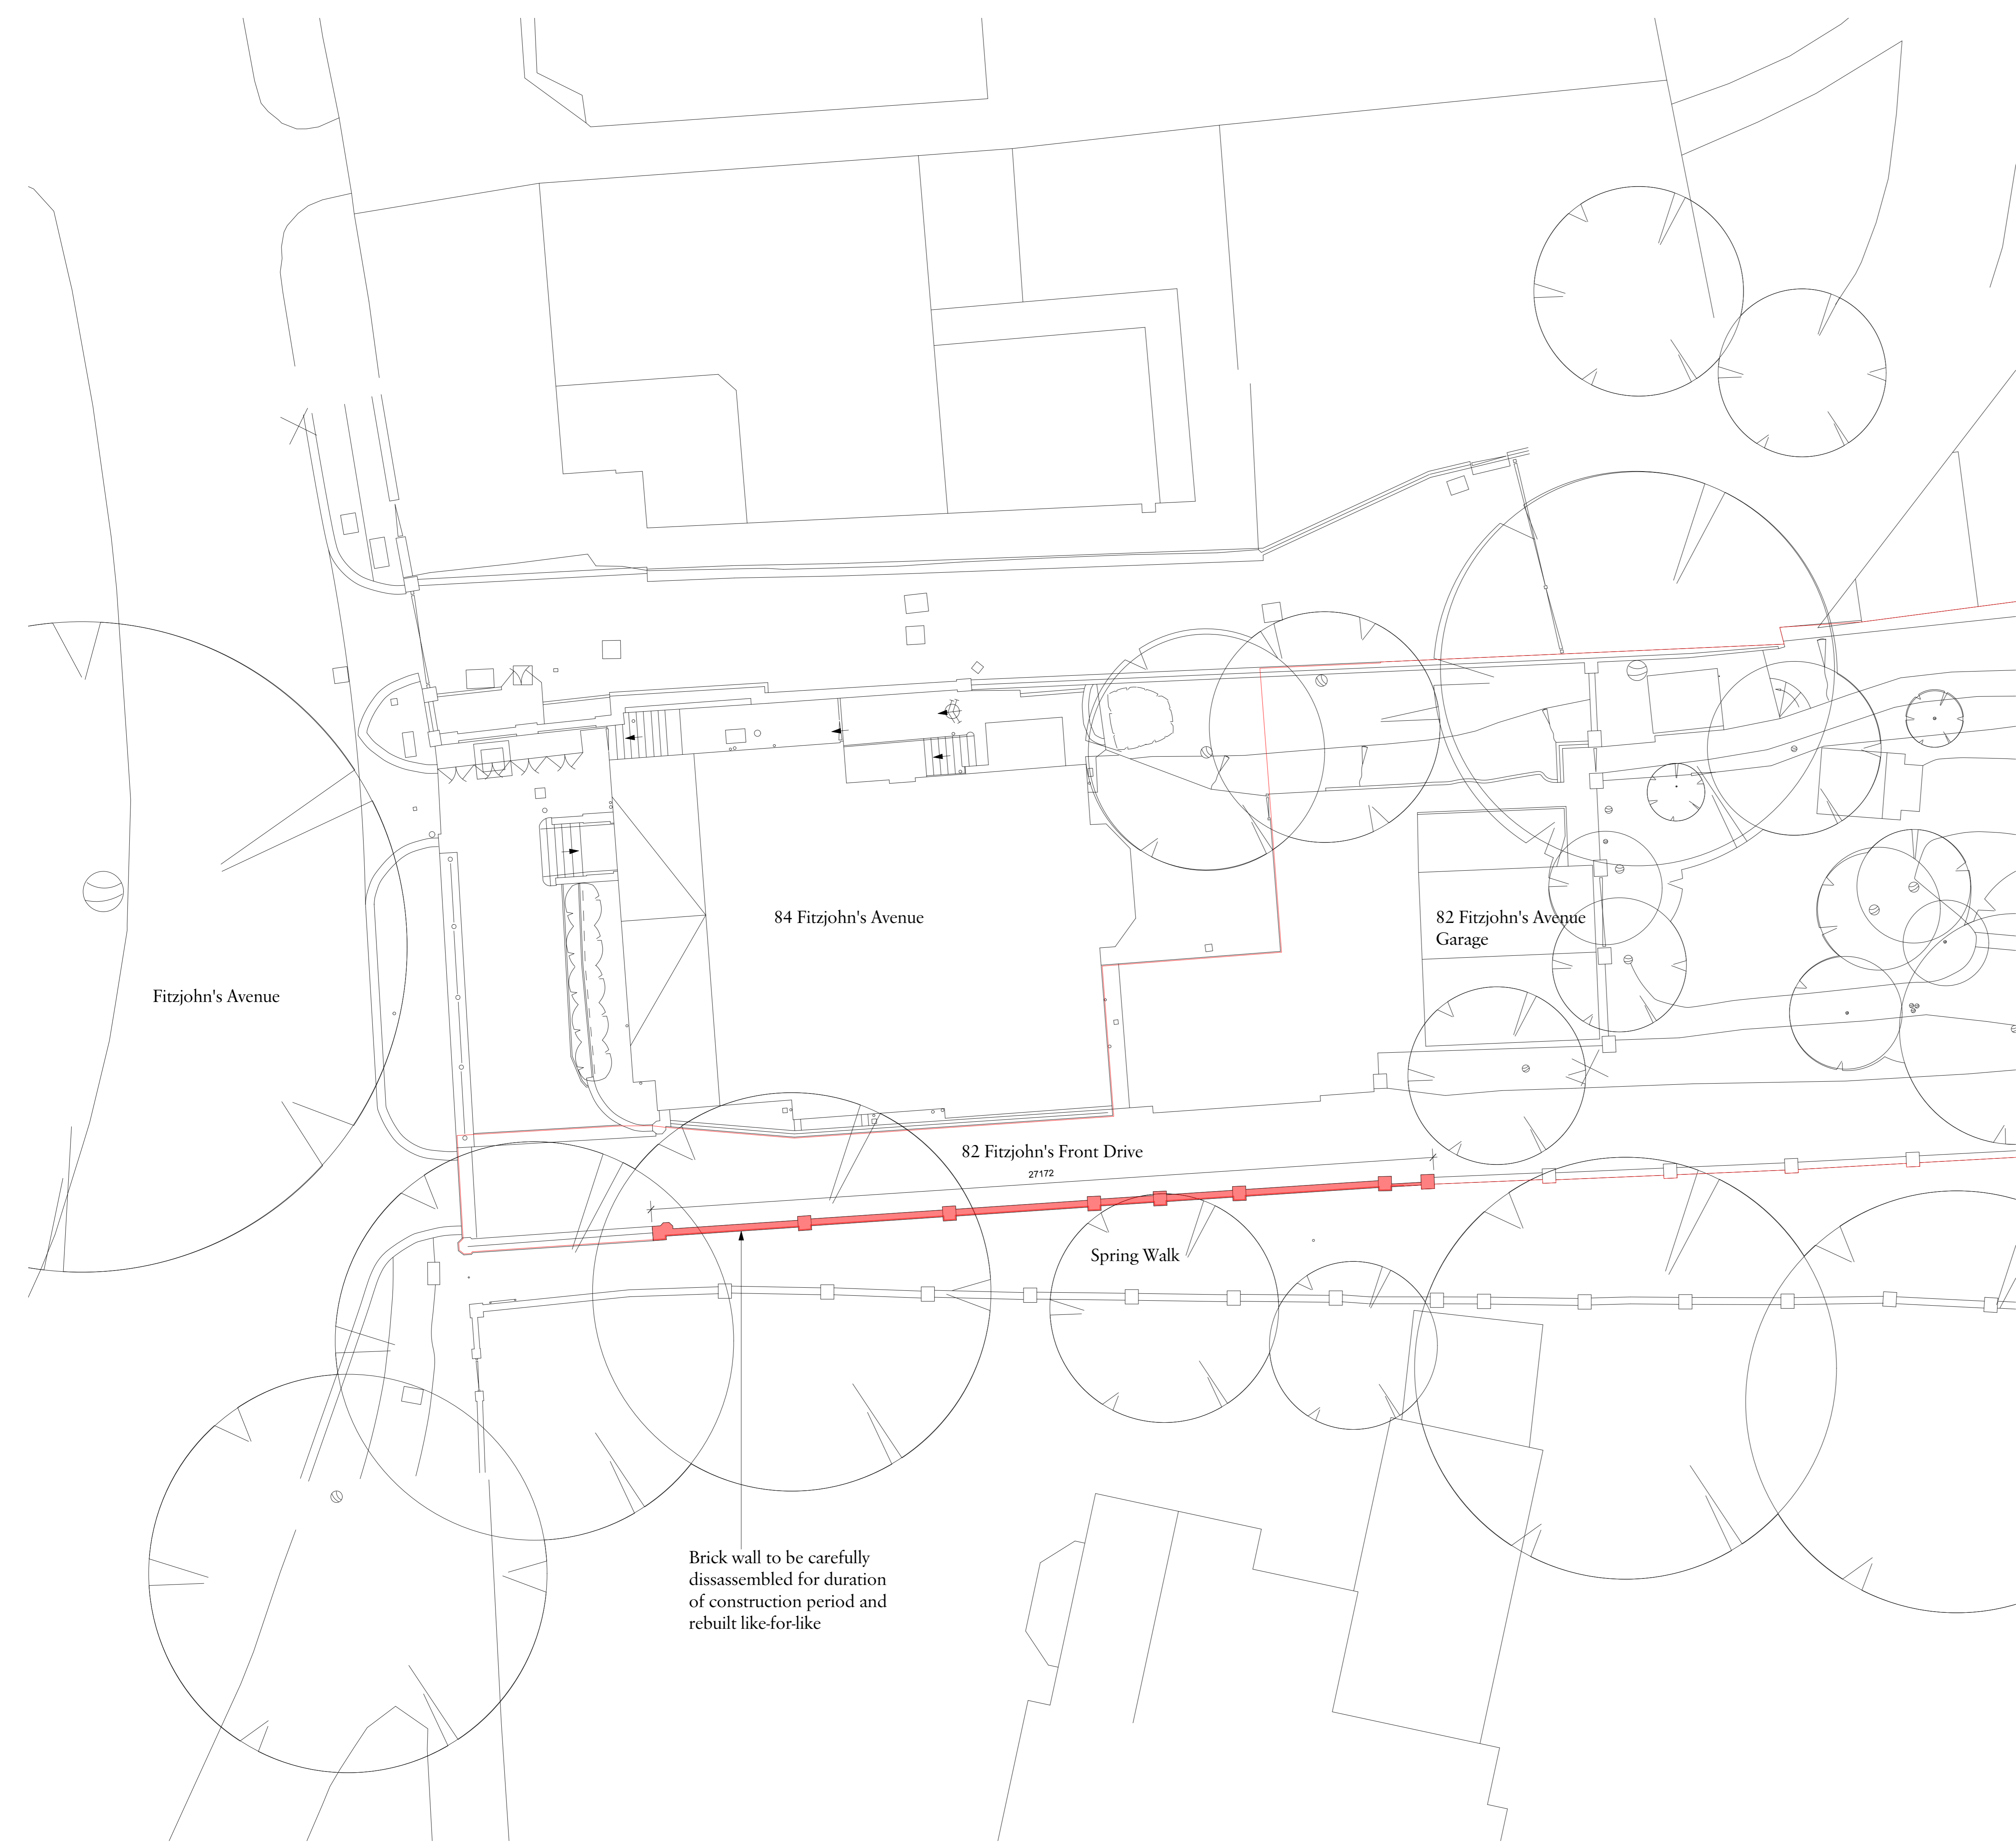 84 Fitzjohn's Avenue
82 Fitzjohn's Avenue
Garage
Fitzjohn's Avenue
82 Fitzjohn's Front Drive
27172
Spring Walk
Brick wall to be carefully
dissassembled for duration
of construction period and
rebuilt like-for-like